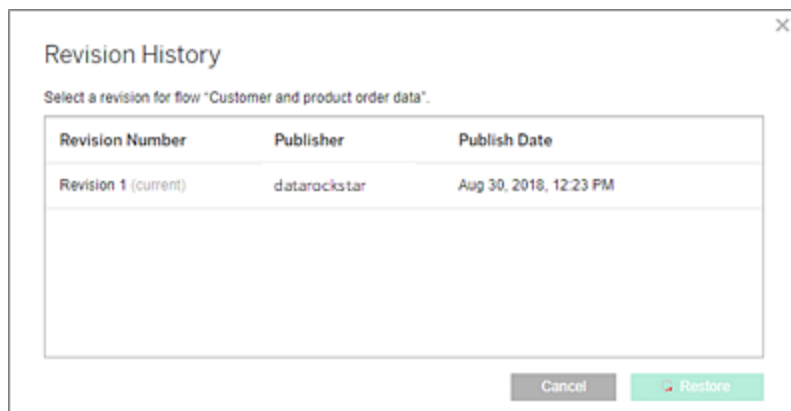 Revision History
Select a revision for flow “Customer and product order data”.
Revision Number Publisher Publish Date
Revision 1 (current) datarockstar Aug 30, 2018, 12:23 PM
Cancel Restore